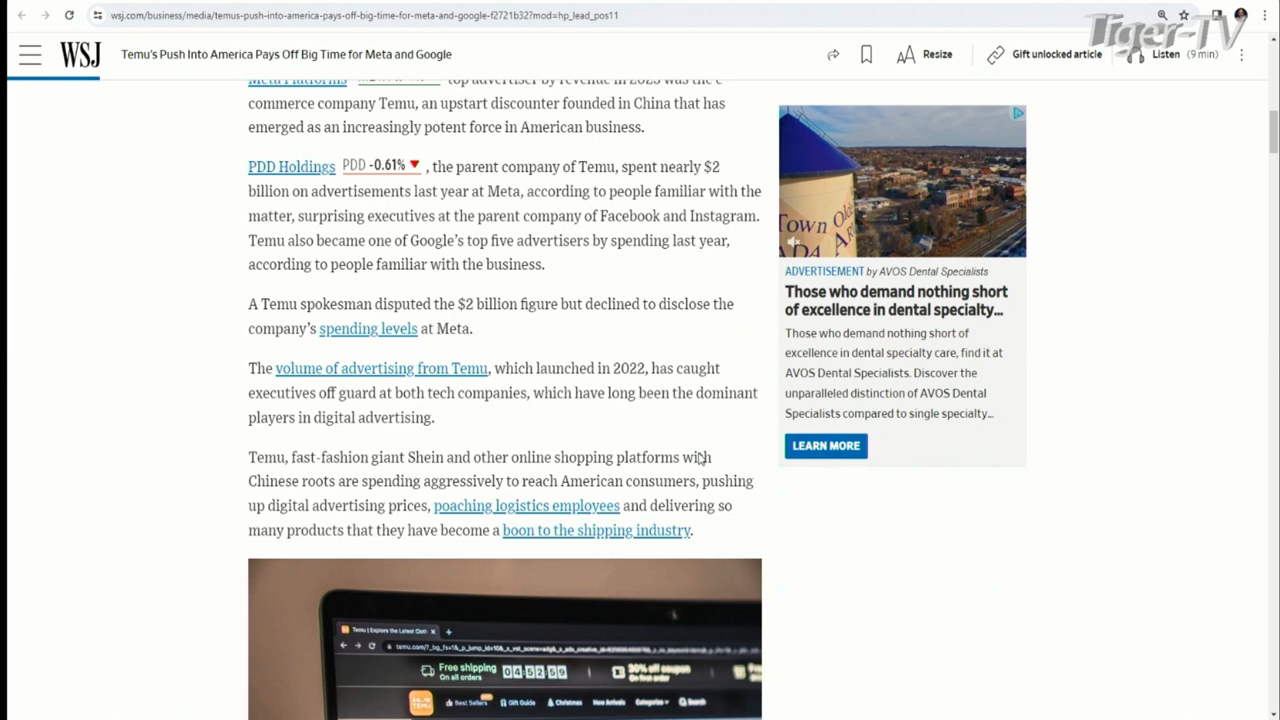 wsj.com/business/media/temus-push-into-america-pays-off-big-time-for-meta-and-google-f2721b32?mod=hp_lead_pos11
Tiger-TV
WSJ
Temu's Push Into America Pays Off Big Time for Meta and Google
Resize
Gift unlocked article
Listen (9 min)
Meta Platforms top advertiser by revenue in 2023 was the e-
commerce company Temu, an upstart discounter founded in China that has
emerged as an increasingly potent force in American business.
PDD Holdings PDD -0.61% , the parent company of Temu, spent nearly $2
billion on advertisements last year at Meta, according to people familiar with the
matter, surprising executives at the parent company of Facebook and Instagram.
Temu also became one of Google's top five advertisers by spending last year,
according to people familiar with the business.
A Temu spokesman disputed the $2 billion figure but declined to disclose the
company's spending levels at Meta.
The volume of advertising from Temu, which launched in 2022, has caught
executives off guard at both tech companies, which have long been the dominant
players in digital advertising.
Temu, fast-fashion giant Shein and other online shopping platforms with
Chinese roots are spending aggressively to reach American consumers, pushing
up digital advertising prices, poaching logistics employees and delivering so
many products that they have become a boon to the shipping industry.
Town
ADVERTISEMENT by AVOS Dental Specialists
Those who demand nothing short
of excellence in dental specialty...
Those who demand nothing short of
excellence in dental specialty care, find it at
AVOS Dental Specialists. Discover the
unparalleled distinction of AVOS Dental
Specialists compared to single specialty...
LEARN MORE
Temu | Explore the Latest Cloth
Free shipping
On all orders
04:52:59
30% off coupon
TEMU
Best Sellers
Gift Guide
Christmas
New Arrivals
Categories
Search